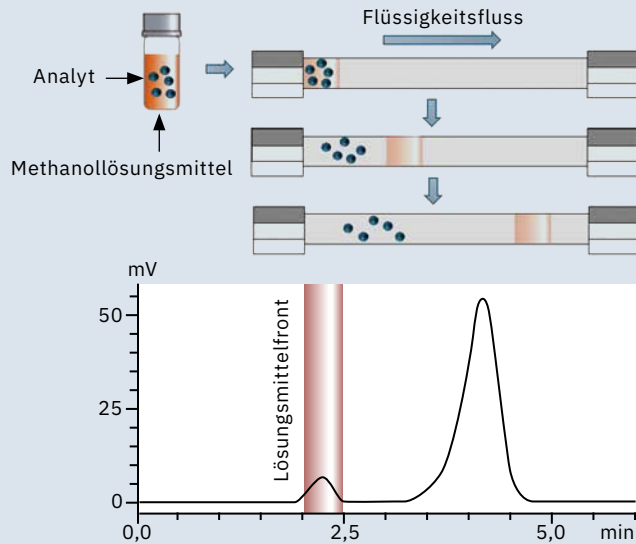 Flüssigkeitsfluss
Analyt
Methanollösungsmittel
mV
50
25
0
Lösungsmittelfront
0,0
2,5
5,0
min